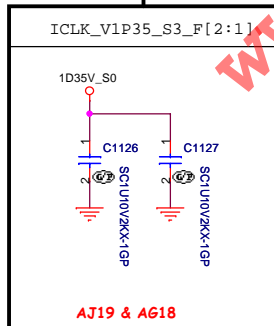 ICLK_V1P35_S3_F[2:1]
1D35V_S0
1
C1126
2
G/P
SC1U10V2KX-1GP
1
C1127
2
G/P
SC1U10V2KX-1GP
AJ19 & AG18